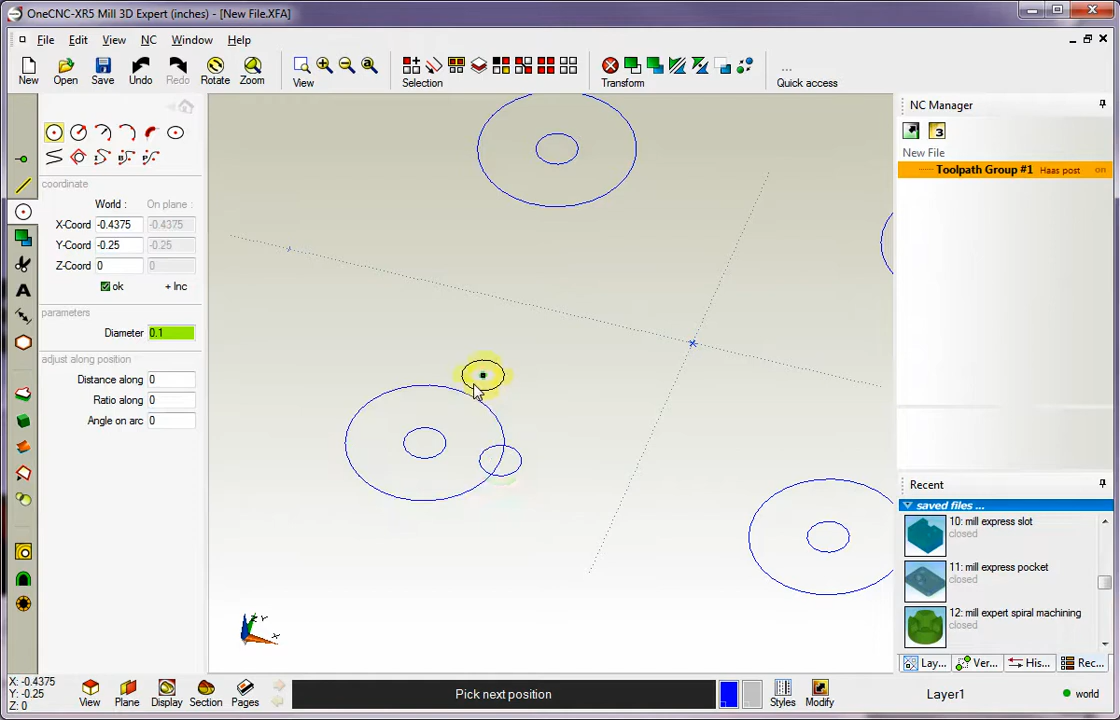 OneCNC-XR5 Mill 3D Expert (inches) - [New File.XFA]
File Edit View NC Window Help
New Open Save Undo Redo Rotate Zoom View Selection Transform Quick access
NC Manager
New File
Toolpath Group #1 Haas post on
coordinate
World : On plane :
X-Coord -0.4375 -0.4375
Y-Coord -0.25 -0.25
Z-Coord 0 0
ok + Inc
parameters
Diameter 0.1
adjust along position
Distance along 0
Ratio along 0
Angle on arc 0
Z Y
X
Recent
saved files ...
10: mill express slot
closed
11: mill express pocket
closed
12: mill expert spiral machining
closed
Lay... Ver... His... Rec...
X: -0.4375
Y: -0.25
Z: 0
View Plane Display Section Pages
Pick next position
Styles Modify
Layer1
world